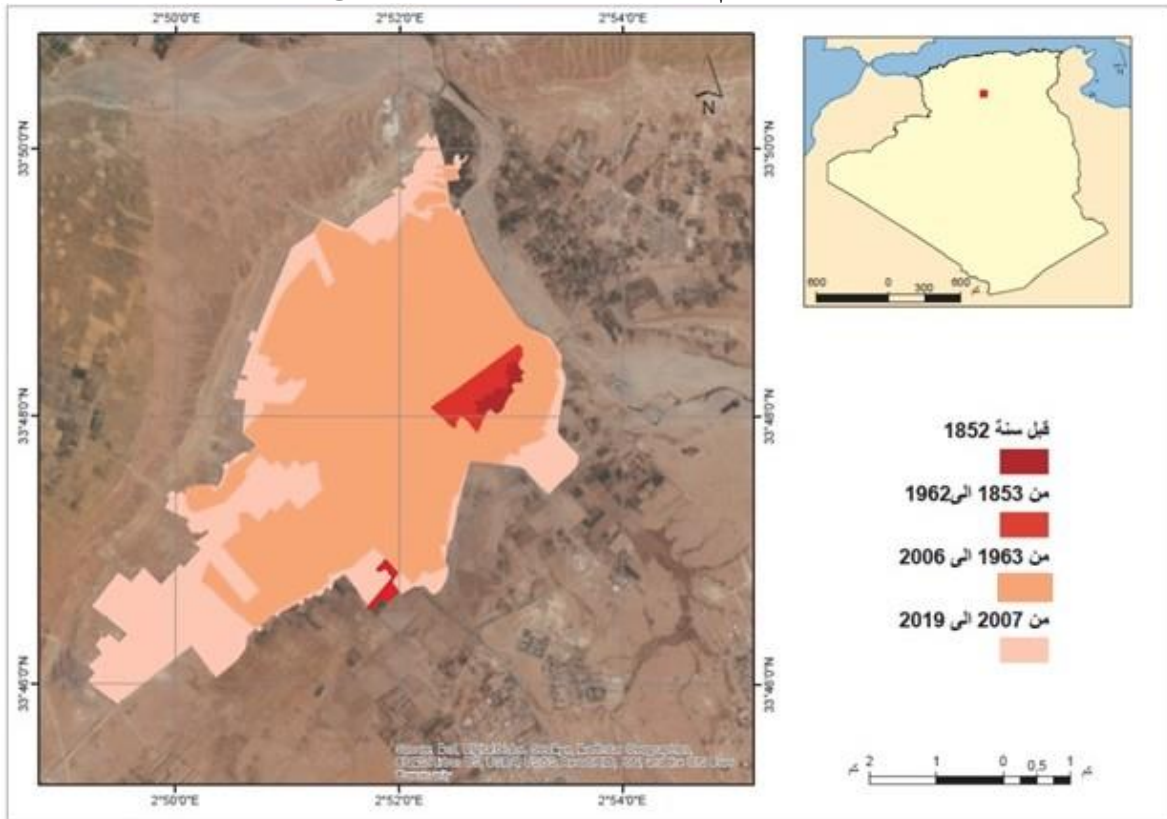 2°50'0"E 2°52'0"E 2°54'0"E
33°50'0"N 33°50'0"N
33°48'0"N 33°48'0"N
33°46'0"N 33°46'0"N
N
2°50'0"E 2°52'0"E 2°54'0"E
600 0 300 600
كم
قبل سنة 1852
من 1853 الى1962
من 1963 الى 2006
من 2007 الى 2019
2 1 0 0,5 1
كم كم
Community